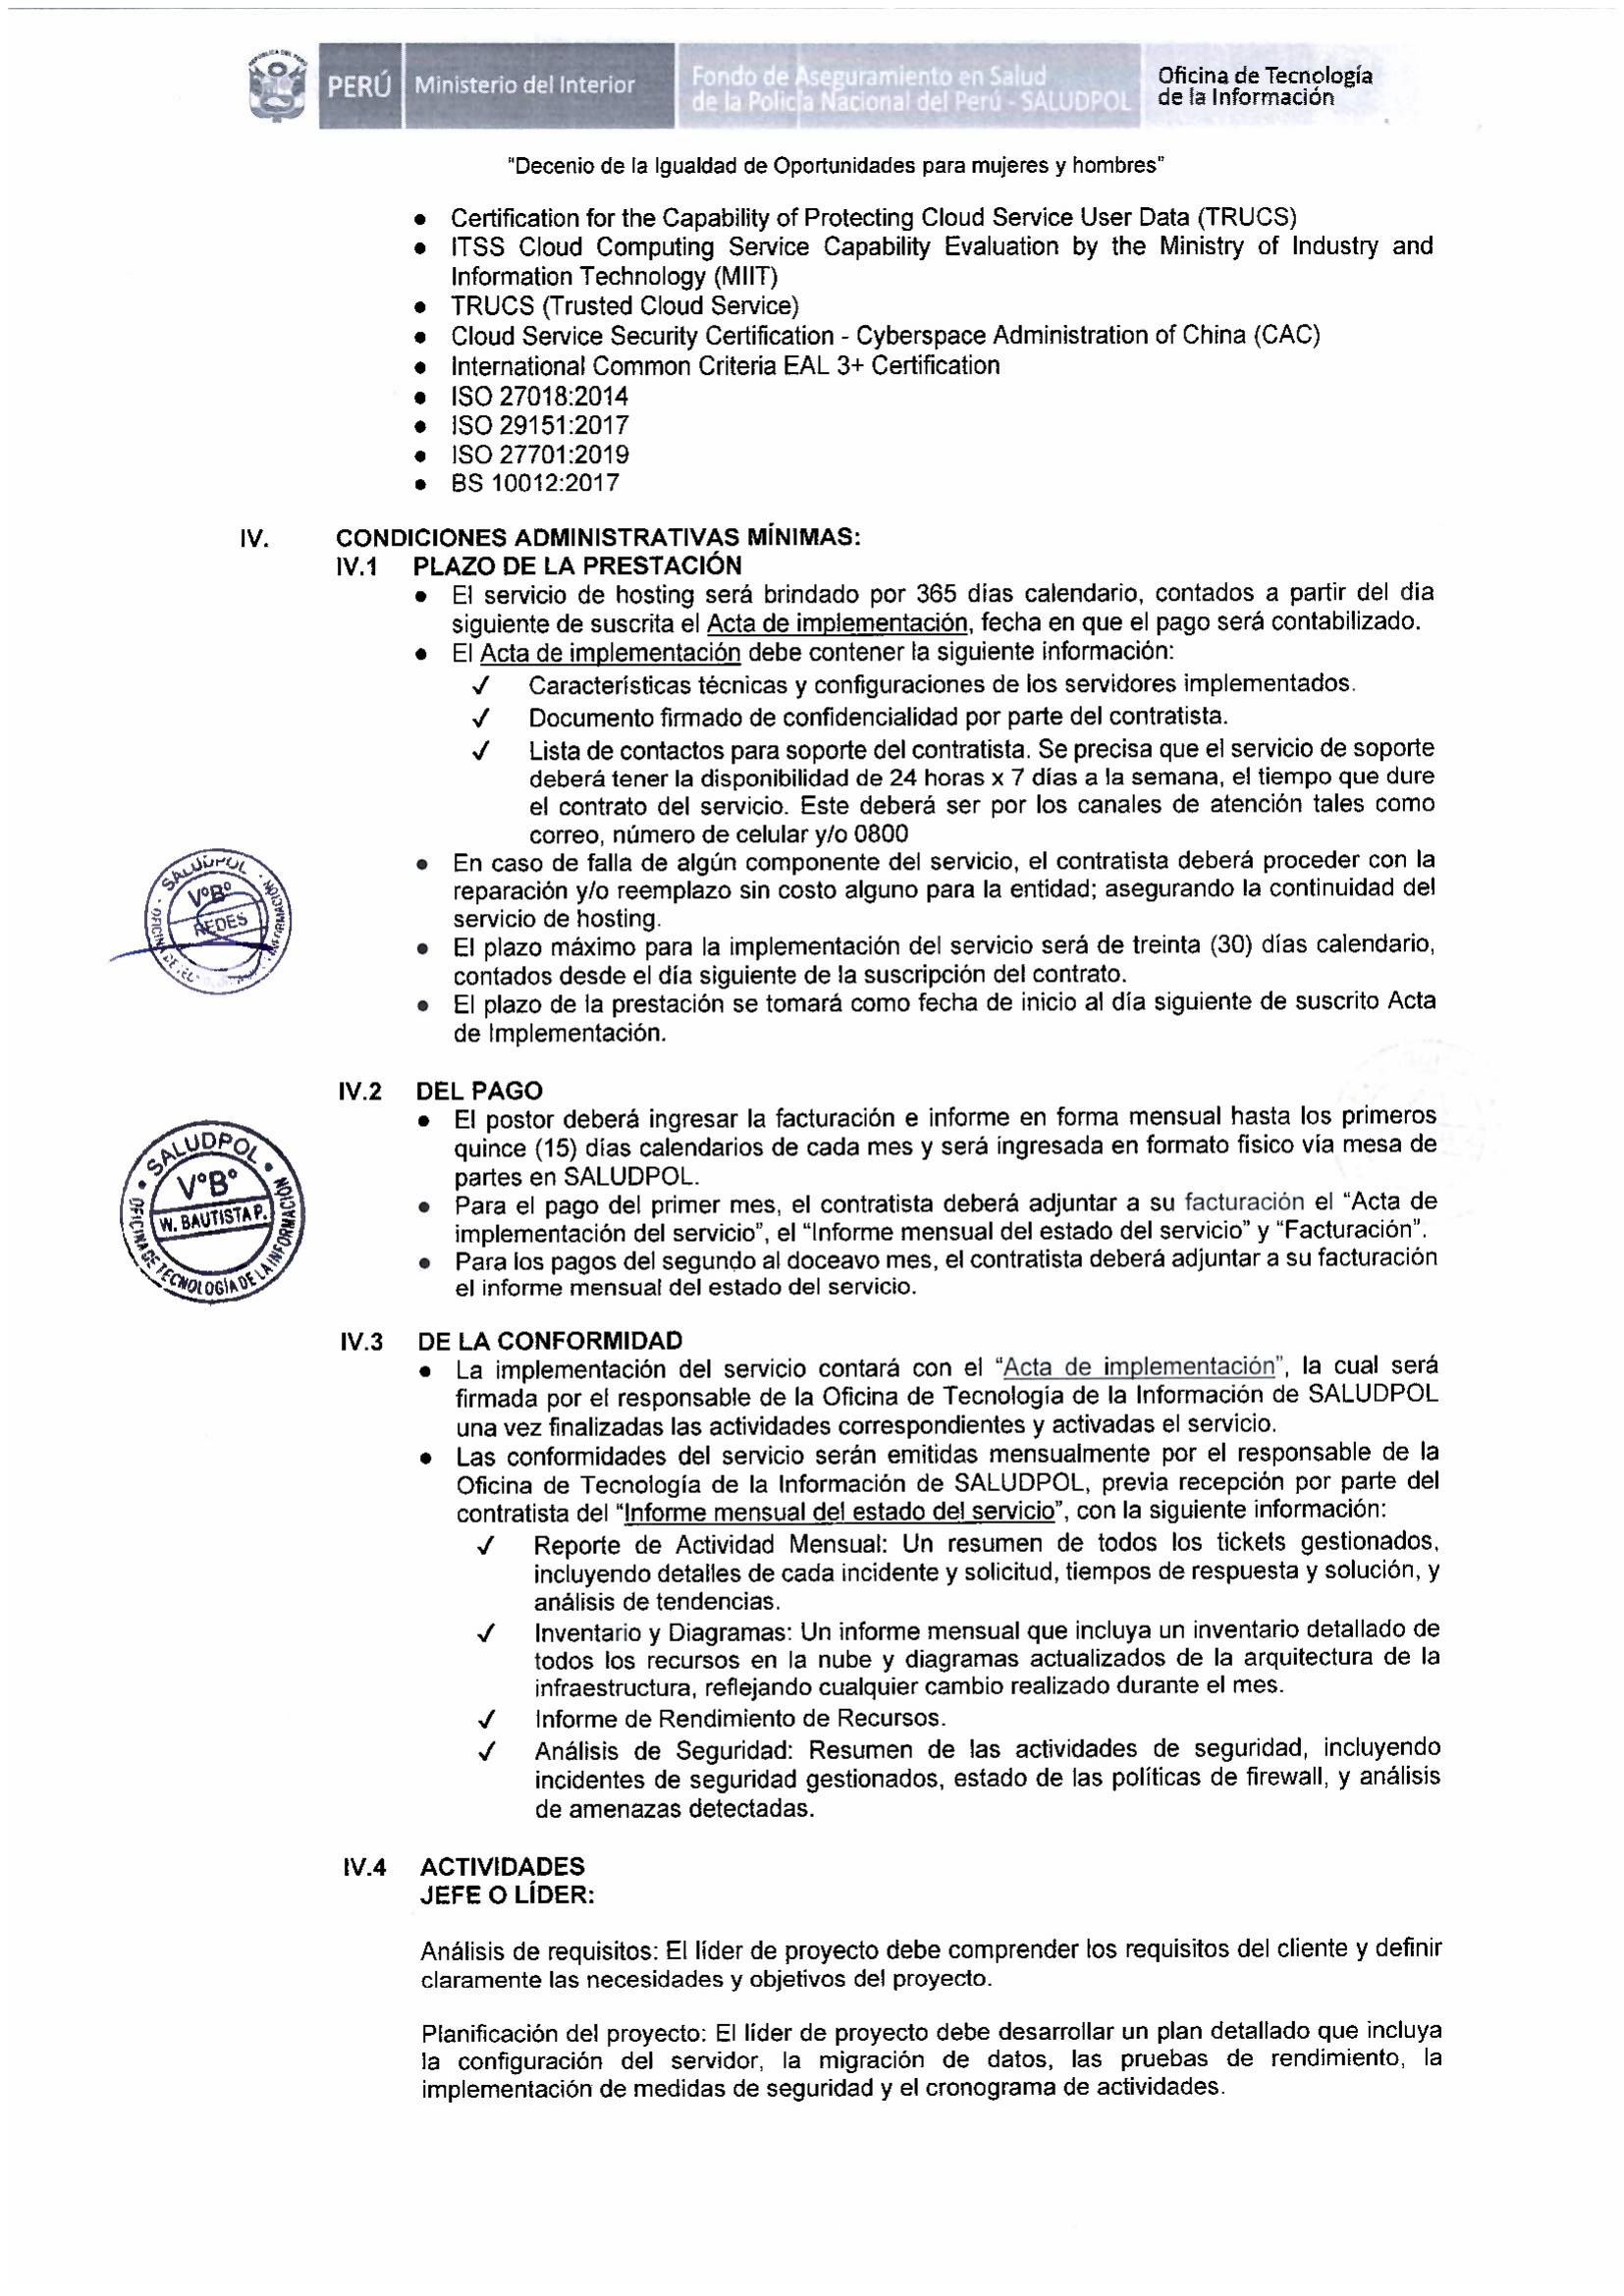 PERÚ
Ministerio del Interior
Fondo de Aseguramiento en Salud
de la Policía Nacional del Perú - SALUDPOL
Oficina de Tecnología
de la Información
"Decenio de la Igualdad de Oportunidades para mujeres y hombres"
● Certification for the Capability of Protecting Cloud Service User Data (TRUCS)
● ITSS Cloud Computing Service Capability Evaluation by the Ministry of Industry and
Information Technology (MIIT)
● TRUCS (Trusted Cloud Service)
● Cloud Service Security Certification - Cyberspace Administration of China (CAC)
● International Common Criteria EAL 3+ Certification
● ISO 27018:2014
● ISO 29151:2017
● ISO 27701:2019
● BS 10012:2017
IV. CONDICIONES ADMINISTRATIVAS MÍNIMAS:
IV.1 PLAZO DE LA PRESTACIÓN
● El servicio de hosting será brindado por 365 días calendario, contados a partir del día
siguiente de suscrita el Acta de implementación, fecha en que el pago será contabilizado.
● El Acta de implementación debe contener la siguiente información:
✓ Características técnicas y configuraciones de los servidores implementados.
✓ Documento firmado de confidencialidad por parte del contratista.
✓ Lista de contactos para soporte del contratista. Se precisa que el servicio de soporte
deberá tener la disponibilidad de 24 horas x 7 días a la semana, el tiempo que dure
el contrato del servicio. Este deberá ser por los canales de atención tales como
correo, número de celular y/o 0800
● En caso de falla de algún componente del servicio, el contratista deberá proceder con la
reparación y/o reemplazo sin costo alguno para la entidad; asegurando la continuidad del
servicio de hosting.
● El plazo máximo para la implementación del servicio será de treinta (30) días calendario,
contados desde el día siguiente de la suscripción del contrato.
● El plazo de la prestación se tomará como fecha de inicio al día siguiente de suscrito Acta
de Implementación.
SALUDPOL
V°B°
REDES
IV.2 DEL PAGO
● El postor deberá ingresar la facturación e informe en forma mensual hasta los primeros
quince (15) días calendarios de cada mes y será ingresada en formato físico vía mesa de
partes en SALUDPOL.
● Para el pago del primer mes, el contratista deberá adjuntar a su facturación el "Acta de
implementación del servicio", el "Informe mensual del estado del servicio" y "Facturación".
● Para los pagos del segundo al doceavo mes, el contratista deberá adjuntar a su facturación
el informe mensual del estado del servicio.
SALUDPOL
V°B°
W. BAUTISTA P.
OFICINA DE TECNOLOGÍA DE LA INFORMACIÓN
IV.3 DE LA CONFORMIDAD
● La implementación del servicio contará con el "Acta de implementación", la cual será
firmada por el responsable de la Oficina de Tecnología de la Información de SALUDPOL
una vez finalizadas las actividades correspondientes y activadas el servicio.
● Las conformidades del servicio serán emitidas mensualmente por el responsable de la
Oficina de Tecnología de la Información de SALUDPOL, previa recepción por parte del
contratista del "Informe mensual del estado del servicio", con la siguiente información:
✓ Reporte de Actividad Mensual: Un resumen de todos los tickets gestionados,
incluyendo detalles de cada incidente y solicitud, tiempos de respuesta y solución, y
análisis de tendencias.
✓ Inventario y Diagramas: Un informe mensual que incluya un inventario detallado de
todos los recursos en la nube y diagramas actualizados de la arquitectura de la
infraestructura, reflejando cualquier cambio realizado durante el mes.
✓ Informe de Rendimiento de Recursos.
✓ Análisis de Seguridad: Resumen de las actividades de seguridad, incluyendo
incidentes de seguridad gestionados, estado de las políticas de firewall, y análisis
de amenazas detectadas.
IV.4 ACTIVIDADES
JEFE O LÍDER:
Análisis de requisitos: El líder de proyecto debe comprender los requisitos del cliente y definir
claramente las necesidades y objetivos del proyecto.
Planificación del proyecto: El líder de proyecto debe desarrollar un plan detallado que incluya
la configuración del servidor, la migración de datos, las pruebas de rendimiento, la
implementación de medidas de seguridad y el cronograma de actividades.